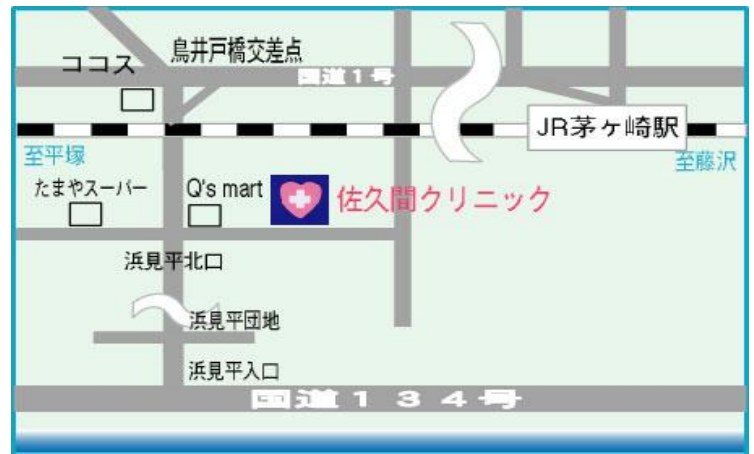 鳥井戸橋交差点
ココス
国道1号
JR茅ヶ崎駅
至平塚
至藤沢
たまやスーパー
Q's mart
佐久間クリニック
浜見平北口
浜見平団地
浜見平入口
国道134号